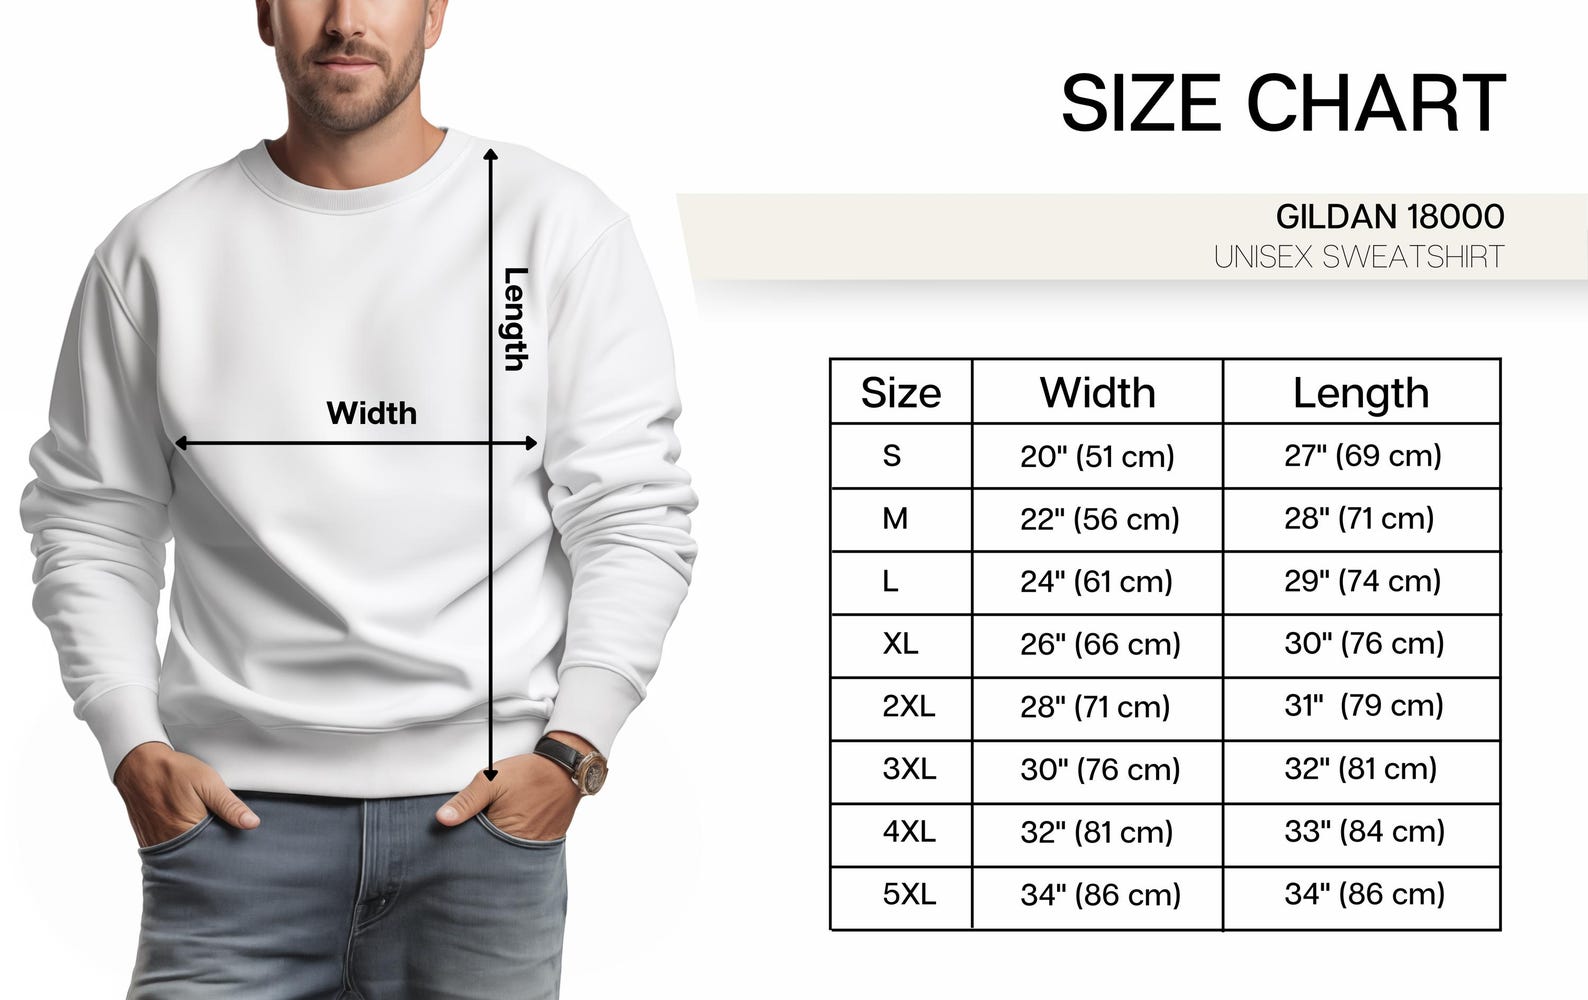 SIZE CHART
GILDAN 18000
UNISEX SWEATSHIRT
Length
Width
Size Width Length
S 20" (51 cm) 27" (69 cm)
M 22" (56 cm) 28" (71 cm)
L 24" (61 cm) 29" (74 cm)
XL 26" (66 cm) 30" (76 cm)
2XL 28" (71 cm) 31" (79 cm)
3XL 30" (76 cm) 32" (81 cm)
4XL 32" (81 cm) 33" (84 cm)
5XL 34" (86 cm) 34" (86 cm)